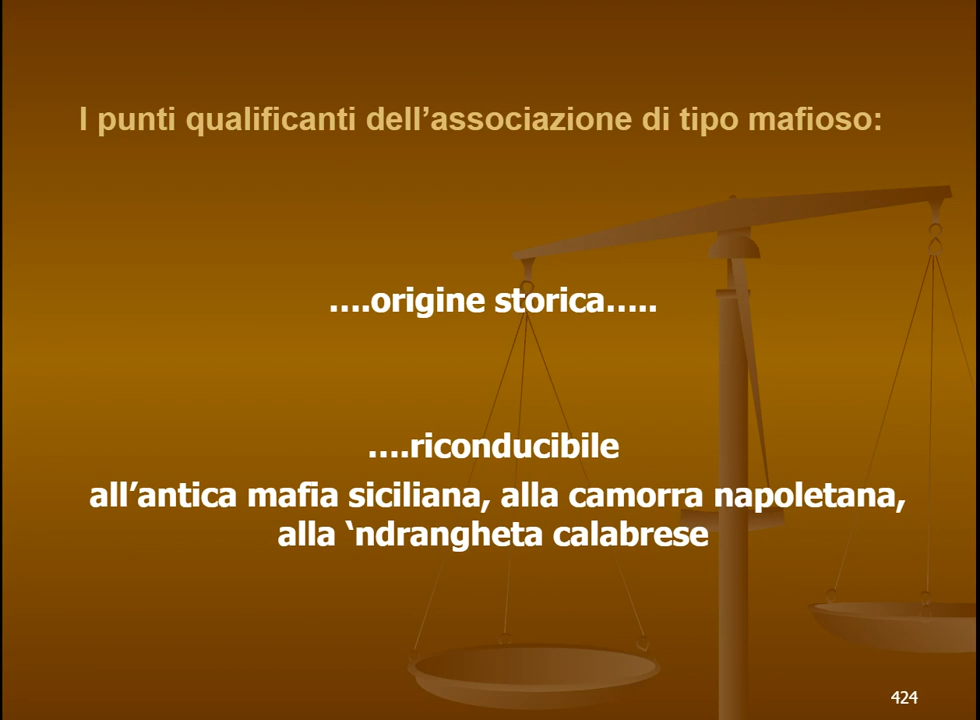 I punti qualificanti dell’associazione di tipo mafioso:
….origine storica…..
….riconducibile
all’antica mafia siciliana, alla camorra napoletana,
alla ‘ndrangheta calabrese
424